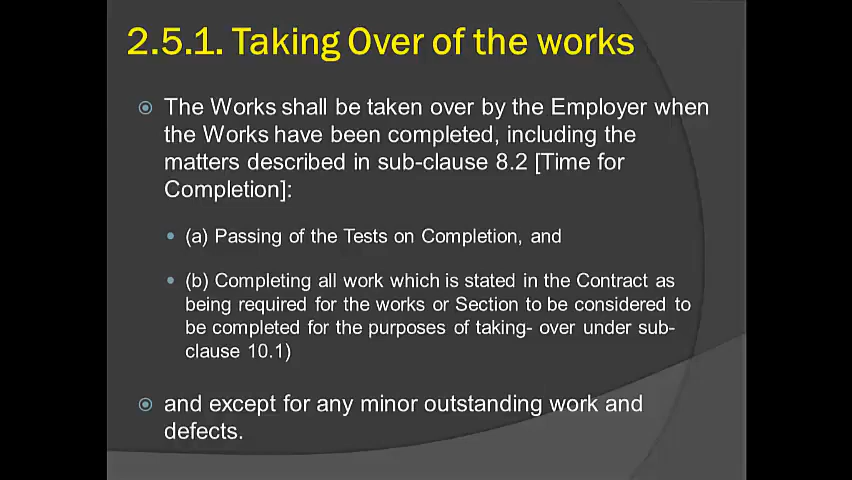 2.5.1. Taking Over of the works
The Works shall be taken over by the Employer when
the Works have been completed, including the
matters described in sub-clause 8.2 [Time for
Completion]:
(a) Passing of the Tests on Completion, and
(b) Completing all work which is stated in the Contract as
being required for the works or Section to be considered to
be completed for the purposes of taking- over under sub-
clause 10.1)
and except for any minor outstanding work and
defects.